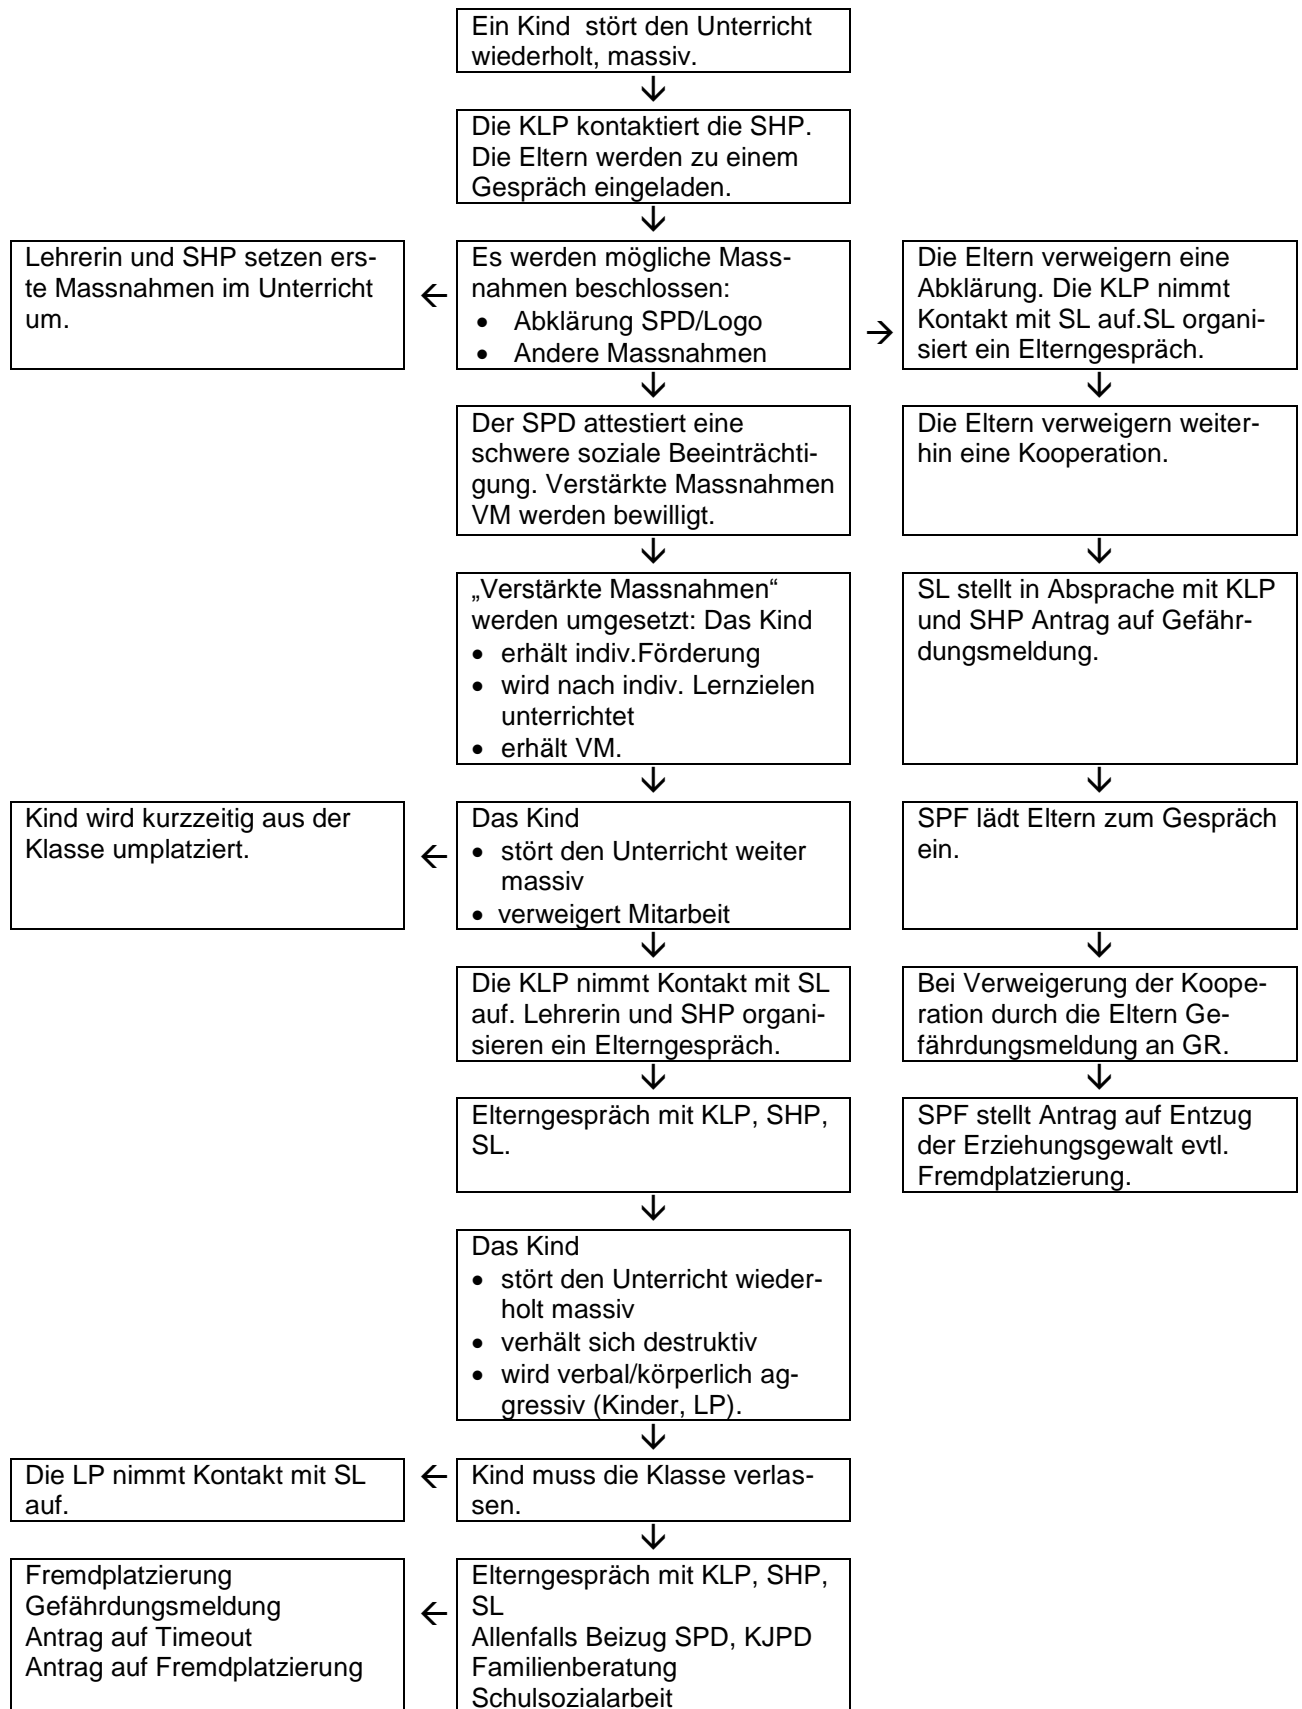 Ein Kind  stört den Unterricht
wiederholt, massiv.
Die KLP kontaktiert die SHP.
Die Eltern werden zu einem
Gespräch eingeladen.
Lehrerin und SHP setzen ers-
te Massnahmen im Unterricht
um.
Es werden mögliche Mass-
nahmen beschlossen:
• Abklärung SPD/Logo
• Andere Massnahmen
Die Eltern verweigern eine
Abklärung. Die KLP nimmt
Kontakt mit SL auf.SL organi-
siert ein Elterngespräch.
Der SPD attestiert eine
schwere soziale Beeinträchti-
gung. Verstärkte Massnahmen
VM werden bewilligt.
Die Eltern verweigern weiter-
hin eine Kooperation.
„Verstärkte Massnahmen“
werden umgesetzt: Das Kind
• erhält indiv.Förderung
• wird nach indiv. Lernzielen
unterrichtet
• erhält VM.
SL stellt in Absprache mit KLP
und SHP Antrag auf Gefähr-
dungsmeldung.
Kind wird kurzzeitig aus der
Klasse umplatziert.
Das Kind
• stört den Unterricht weiter
massiv
• verweigert Mitarbeit
SPF lädt Eltern zum Gespräch
ein.
Die KLP nimmt Kontakt mit SL
auf. Lehrerin und SHP organi-
sieren ein Elterngespräch.
Bei Verweigerung der Koope-
ration durch die Eltern Ge-
fährdungsmeldung an GR.
Elterngespräch mit KLP, SHP,
SL.
SPF stellt Antrag auf Entzug
der Erziehungsgewalt evtl.
Fremdplatzierung.
Das Kind
• stört den Unterricht wieder-
holt massiv
• verhält sich destruktiv
• wird verbal/körperlich ag-
gressiv (Kinder, LP).
Die LP nimmt Kontakt mit SL
auf.
Kind muss die Klasse verlas-
sen.
Fremdplatzierung
Gefährdungsmeldung
Antrag auf Timeout
Antrag auf Fremdplatzierung
Elterngespräch mit KLP, SHP,
SL
Allenfalls Beizug SPD, KJPD
Familienberatung
Schulsozialarbeit